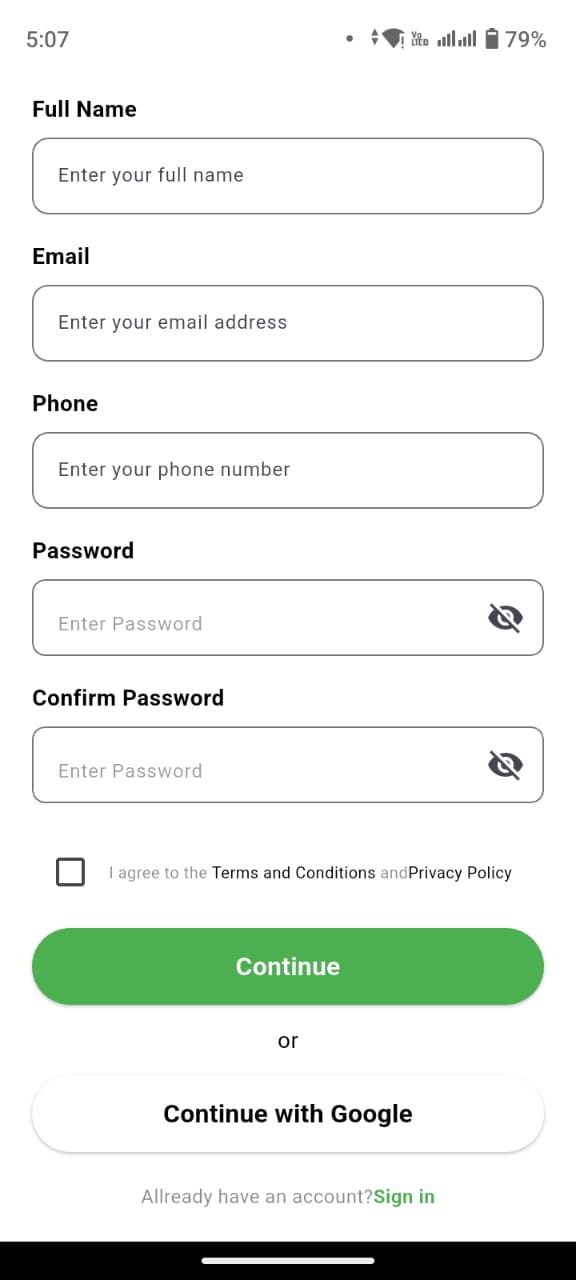 5:07
Vo LTED 79%
Full Name
Enter your full name
Email
Enter your email address
Phone
Enter your phone number
Password
Enter Password
Confirm Password
Enter Password
I agree to the Terms and Conditions andPrivacy Policy
Continue
or
Continue with Google
Allready have an account?Sign in